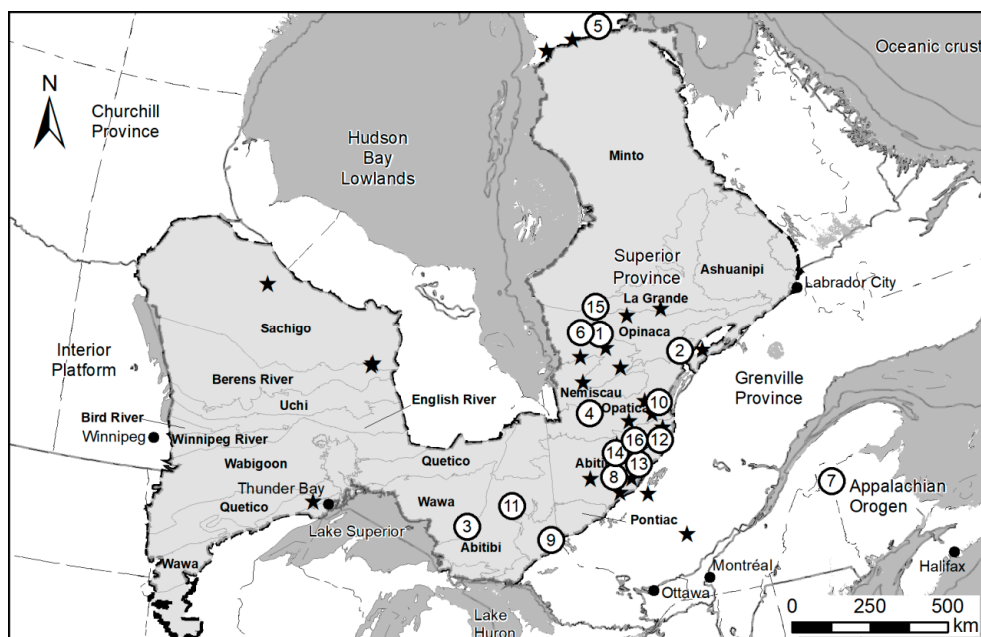 5
Oceanic crust
N
Churchill
Province
Hudson
Bay
Lowlands
Minto
Superior
Province
Ashuanipi
Labrador City
15
La Grande
Sachigo
6
1
Opinaca
2
Interior
Platform
Berens River
Grenville
Province
Uchi
English River
Nemiscau
Bird River
4
Opatica
10
Winnipeg
Winnipeg River
16
12
Wabigoon
Quetico
14
Abitibi
13
8
7
Appalachian
Orogen
Thunder Bay
Quetico
Wawa
11
Lake Superior
3
Pontiac
Abitibi
9
Wawa
Montréal
Halifax
Ottawa
Lake
Huron
0 250 500
km